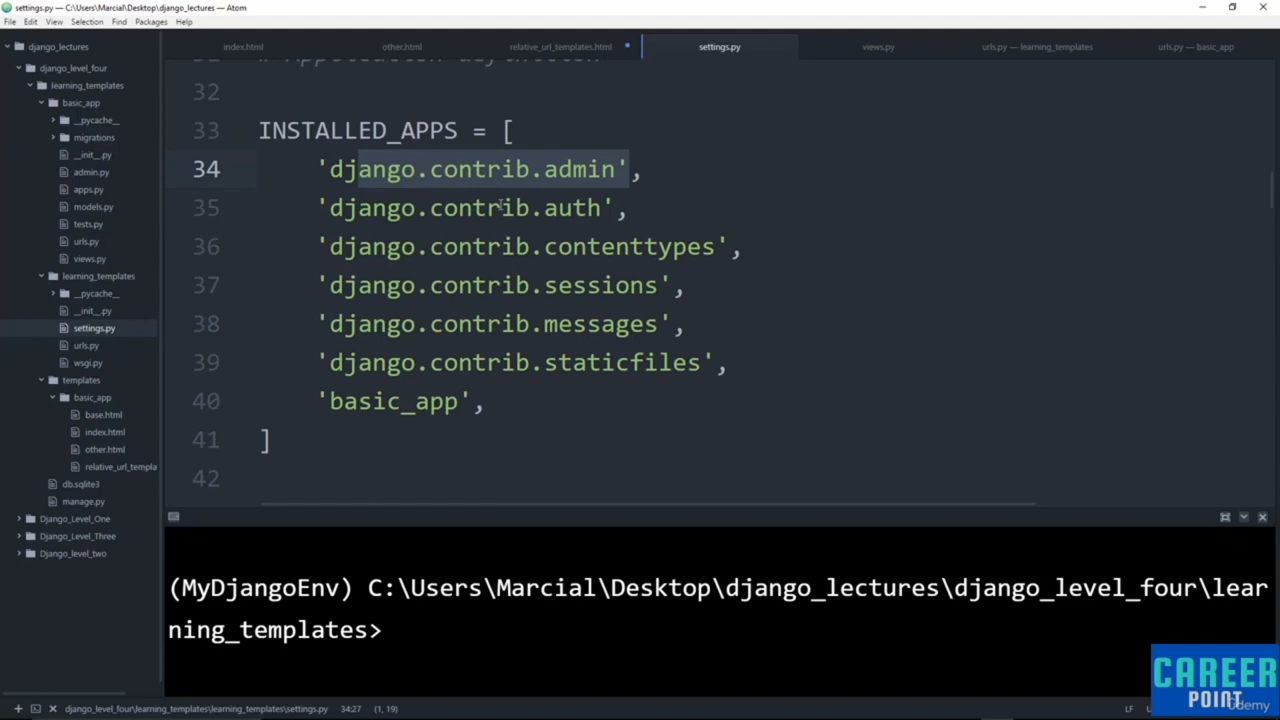 settings.py — C:\Users\Marcial\Desktop\django_lectures — Atom
File Edit View Selection Find Packages Help
django_lectures
django_level_four
learning_templates
basic_app
__pycache__
migrations
__init__.py
admin.py
apps.py
models.py
tests.py
urls.py
views.py
learning_templates
__pycache__
__init__.py
settings.py
urls.py
wsgi.py
templates
basic_app
base.html
index.html
other.html
relative_url_templa
db.sqlite3
manage.py
Django_Level_One
Django_Level_Three
Django_level_two
index.html other.html relative_url_templates.html settings.py views.py urls.py — learning_templates urls.py — basic_app
32
33 INSTALLED_APPS = [
34 'django.contrib.admin',
35 'django.contrib.auth',
36 'django.contrib.contenttypes',
37 'django.contrib.sessions',
38 'django.contrib.messages',
39 'django.contrib.staticfiles',
40 'basic_app',
41 ]
42
(MyDjangoEnv) C:\Users\Marcial\Desktop\django_lectures\django_level_four\lear
ning_templates>
CAREER
POINT
Udemy
django_level_four\learning_templates\learning_templates\settings.py 34:27 (1, 19) LF